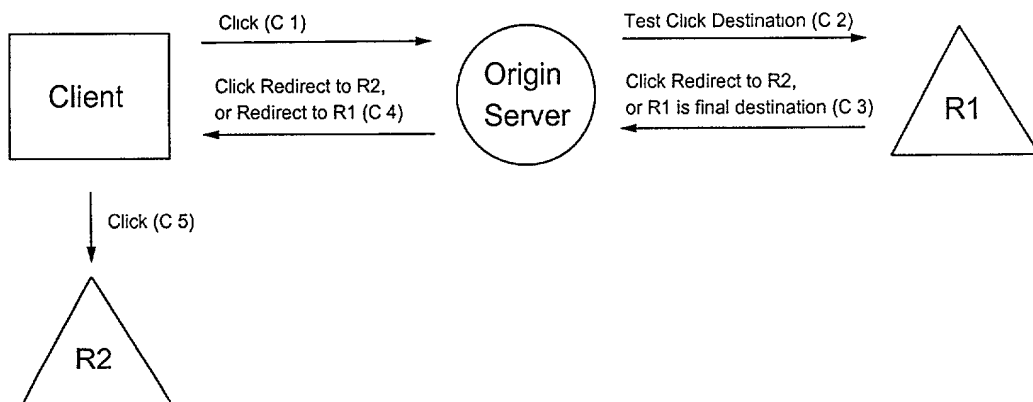 Click (C 1)
Test Click Destination (C 2)
Client
Click Redirect to R2,
or Redirect to R1 (C 4)
Origin
Server
Click Redirect to R2,
or R1 is final destination (C 3)
R1
Click (C 5)
R2